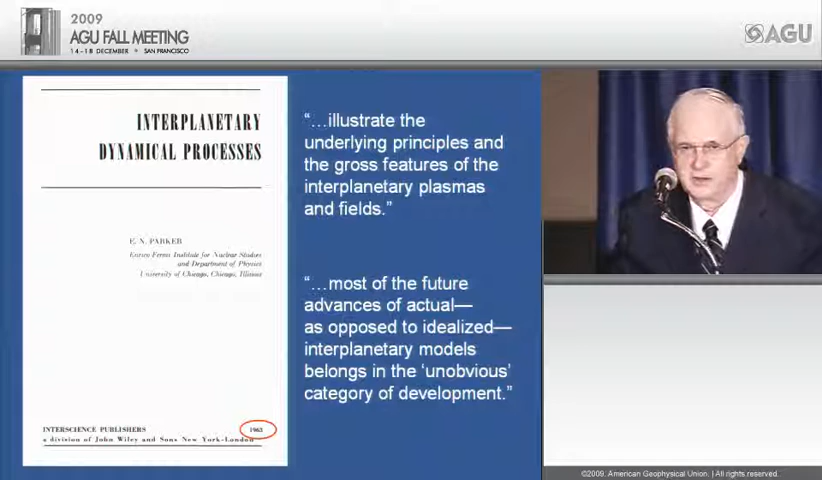 2009
AGU FALL MEETING
14-18 DECEMBER • SAN FRANCISCO
AGU
INTERPLANETARY
DYNAMICAL PROCESSES
E. N. PARKER
Enrico Fermi Institute for Nuclear Studies
and Department of Physics
University of Chicago, Chicago, Illinois
INTERSCIENCE PUBLISHERS
1963
a division of John Wiley and Sons New York-London
“…illustrate the
underlying principles and
the gross features of the
interplanetary plasmas
and fields.”
“…most of the future
advances of actual—
as opposed to idealized—
interplanetary models
belongs in the ‘unobvious’
category of development.”
©2009. American Geophysical Union. | All rights reserved.